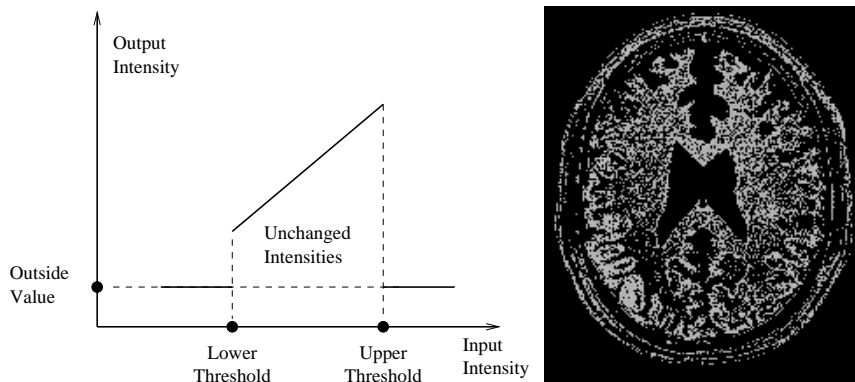 Output
Intensity
Unchanged
Intensities
Outside
Value
Lower
Threshold
Upper
Threshold
Input
Intensity